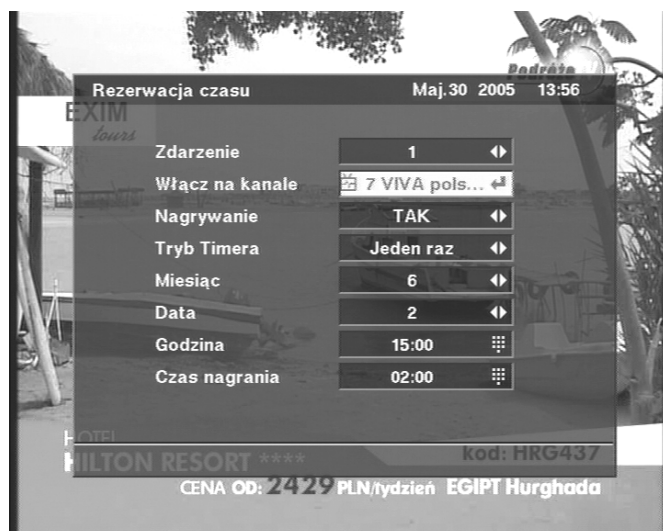 Podróże
Rezerwacja czasu Maj.30 2005 13:56
EXIM
tours
Zdarzenie 1
Włącz na kanale 7 VIVA pols...
Nagrywanie TAK
Tryb Timera Jeden raz
Miesiąc 6
Data 2
Godzina 15:00
Czas nagrania 02:00
HOTEL
HILTON RESORT ****
kod: HRG437
CENA OD: 2429 PLN/tydzień EGIPT Hurghada